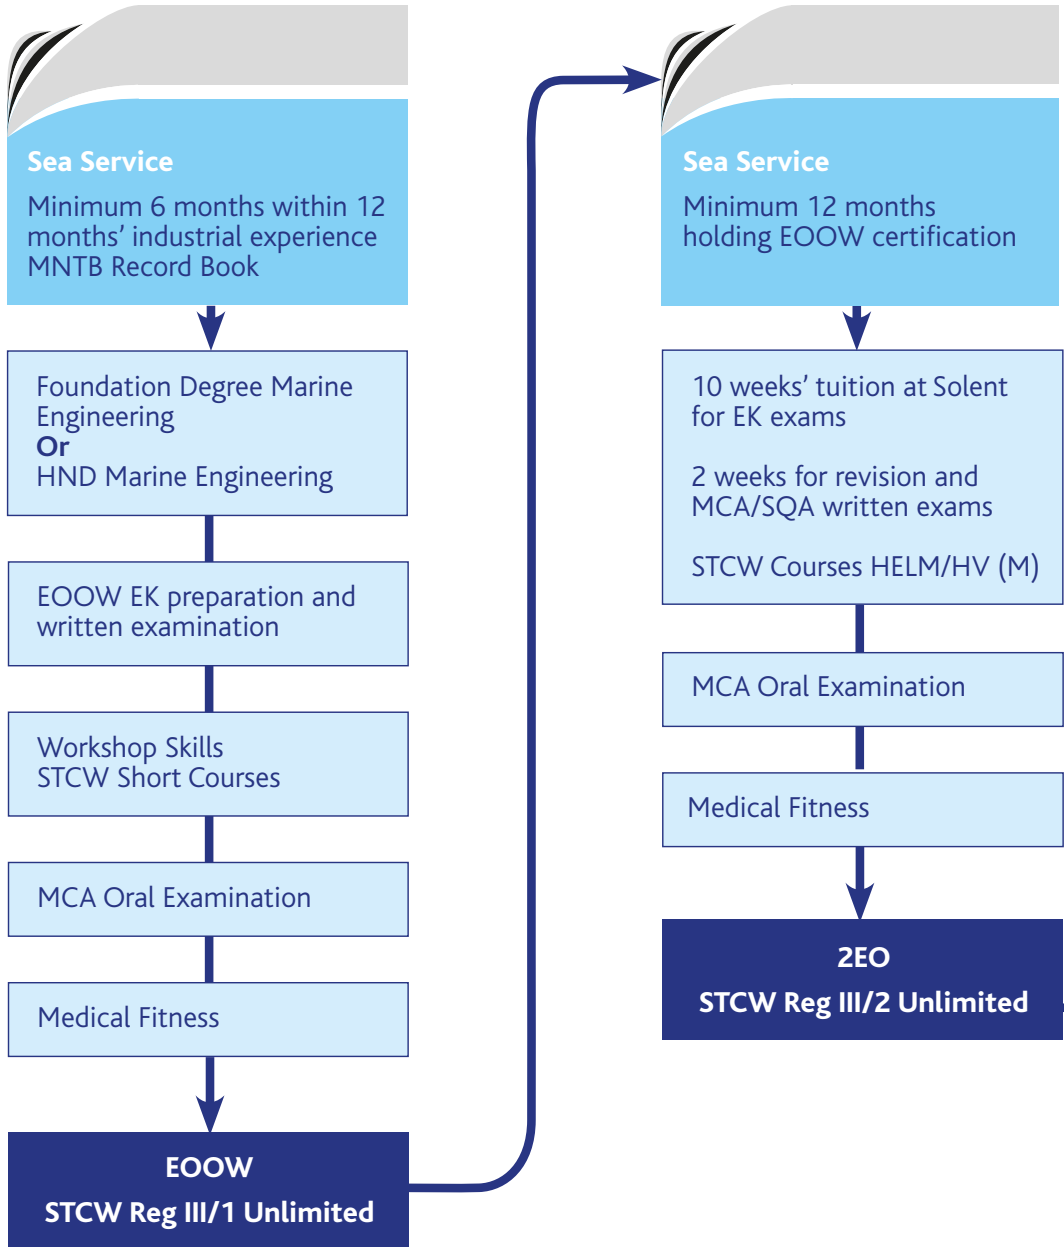 Sea Service
Minimum 6 months within 12
months’ industrial experience
MNTB Record Book
Foundation Degree Marine
Engineering
Or
HND Marine Engineering
EOOW EK preparation and
written examination
Workshop Skills
STCW Short Courses
MCA Oral Examination
Medical Fitness
EOOW
STCW Reg III/1 Unlimited
Sea Service
Minimum 12 months
holding EOOW certification
10 weeks’ tuition at Solent
for EK exams
2 weeks for revision and
MCA/SQA written exams
STCW Courses HELM/HV (M)
MCA Oral Examination
Medical Fitness
2EO
STCW Reg III/2 Unlimited